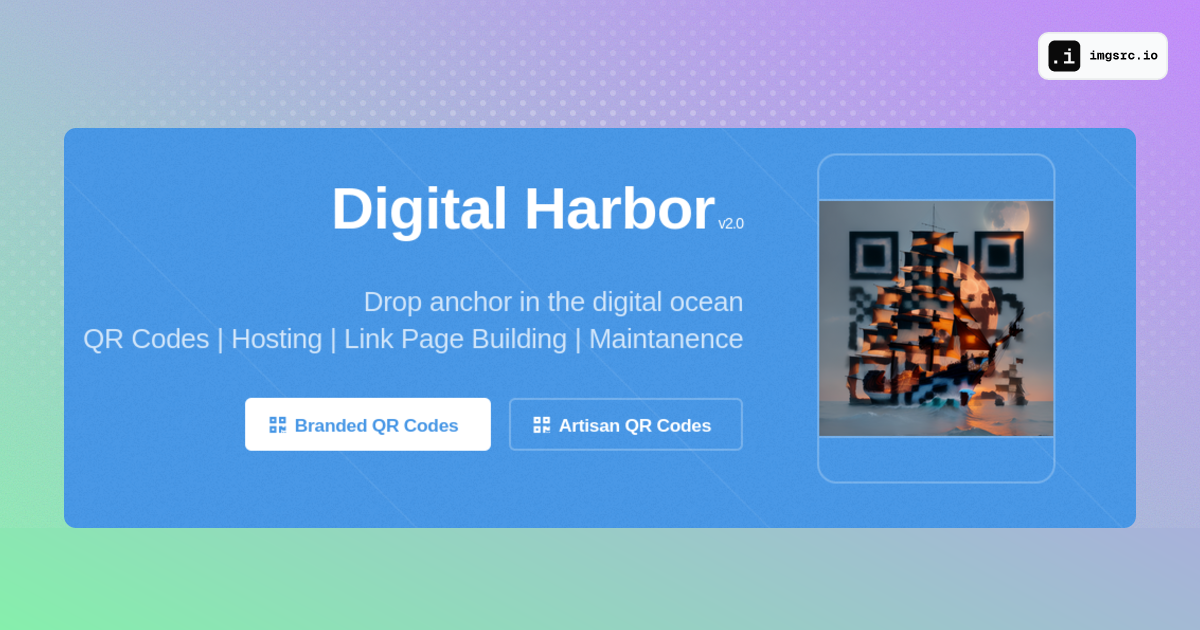 .i imgsrc.io
Digital Harbor v2.0
Drop anchor in the digital ocean
QR Codes | Hosting | Link Page Building | Maintanence
Branded QR Codes
Artisan QR Codes